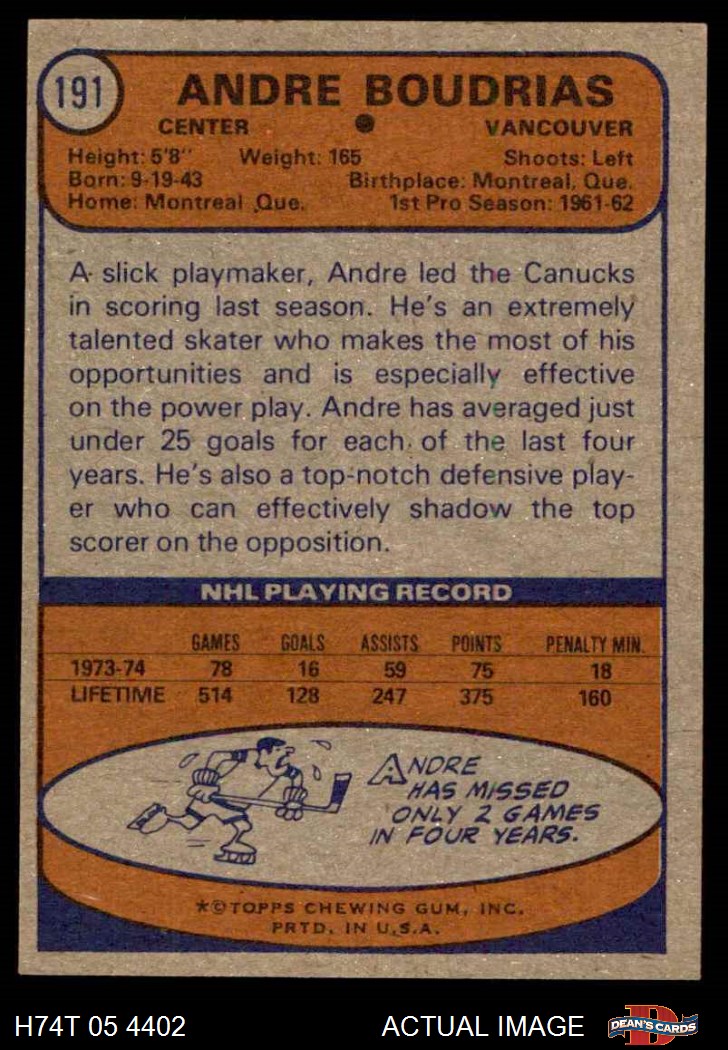 191
ANDRE BOUDRIAS
CENTER ● VANCOUVER
Height: 5'8" Weight: 165 Shoots: Left
Born: 9-19-43 Birthplace: Montreal, Que.
Home: Montreal Que. 1st Pro Season: 1961-62
A slick playmaker, Andre led the Canucks
in scoring last season. He's an extremely
talented skater who makes the most of his
opportunities and is especially effective
on the power play. Andre has averaged just
under 25 goals for each of the last four
years. He's also a top-notch defensive play-
er who can effectively shadow the top
scorer on the opposition.
NHL PLAYING RECORD
GAMES GOALS ASSISTS POINTS PENALTY MIN.
1973-74 78 16 59 75 18
LIFETIME 514 128 247 375 160
ANDRE
HAS MISSED
ONLY 2 GAMES
IN FOUR YEARS.
*©TOPPS CHEWING GUM, INC.
PRTD. IN U.S.A.
H74T 05 4402 ACTUAL IMAGE D DEAN'S CARDS